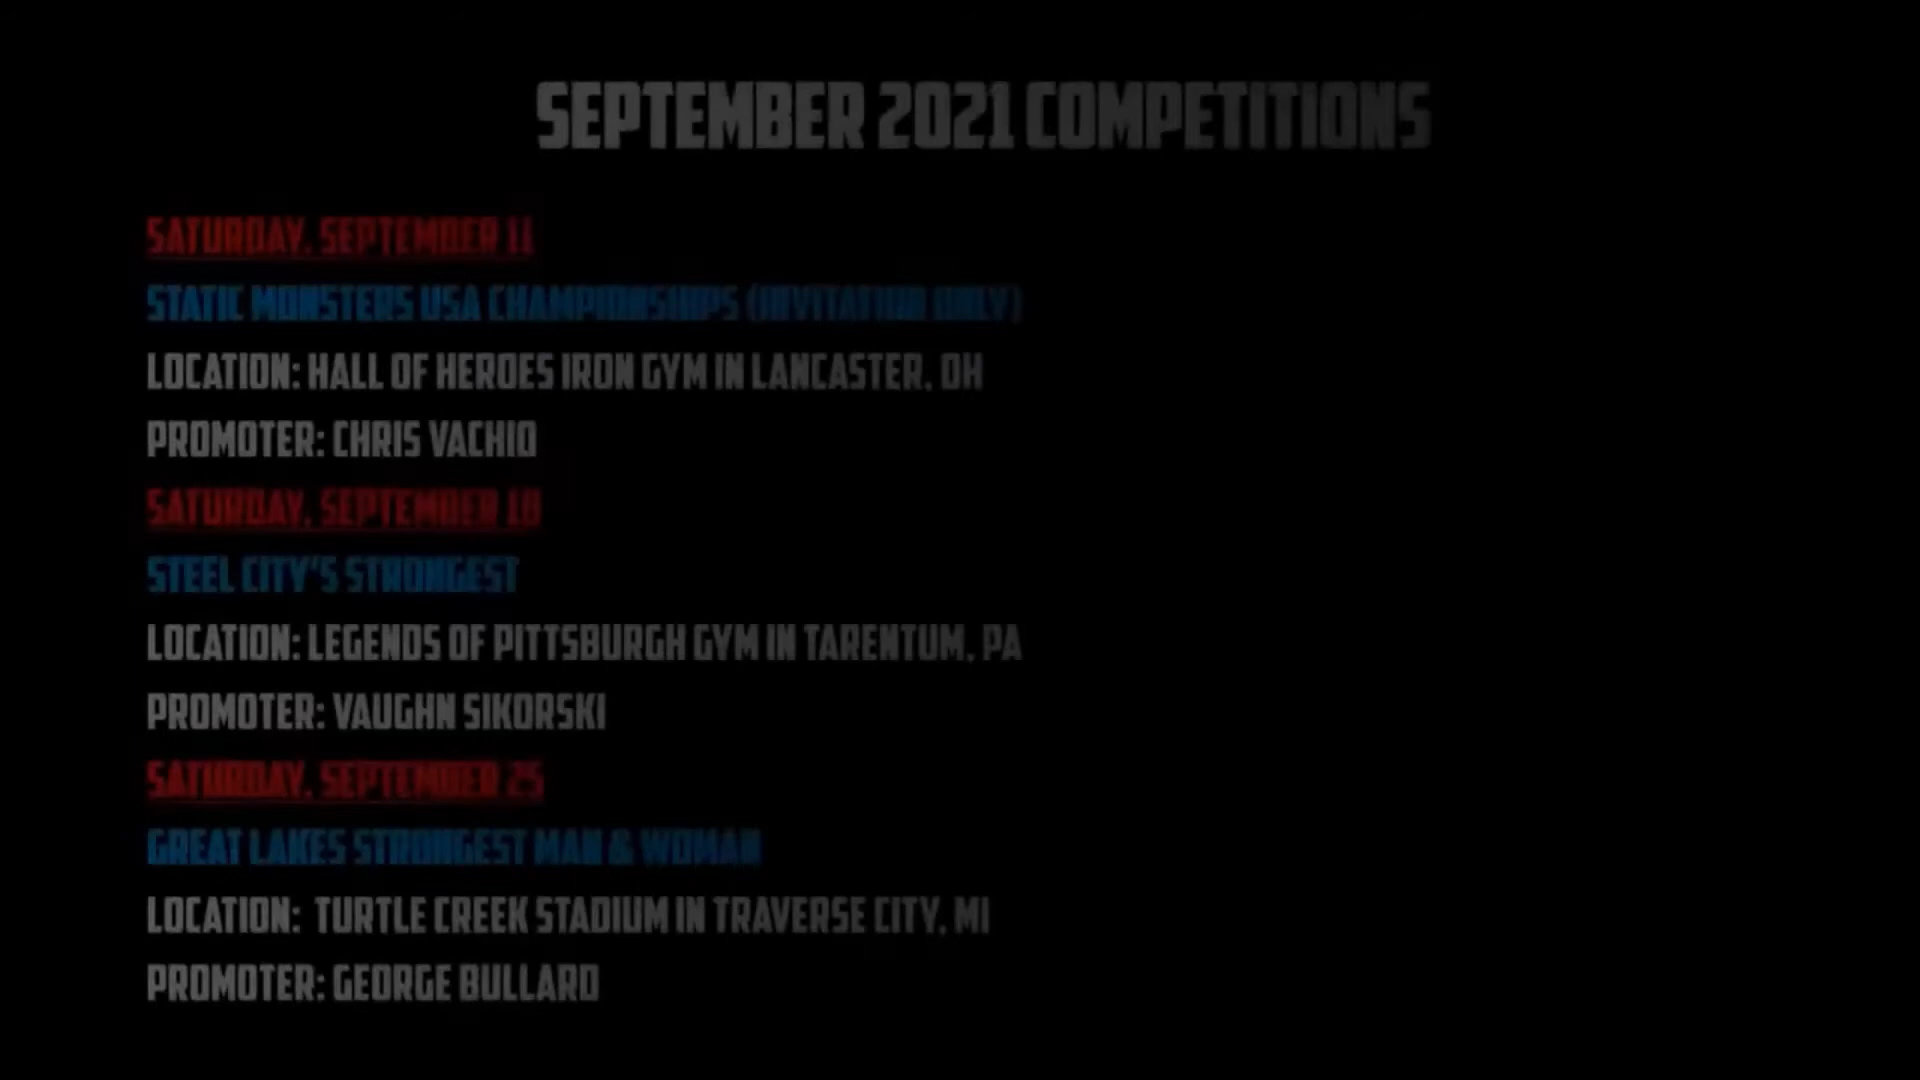 SEPTEMBER 2021 COMPETITIONS
SATURDAY, SEPTEMBER 11
STATIC MONSTERS USA CHAMPIONSHIPS (INVITATION ONLY)
LOCATION: HALL OF HEROES IRON GYM IN LANCASTER, OH
PROMOTER: CHRIS VACHIO
SATURDAY, SEPTEMBER 18
STEEL CITY'S STRONGEST
LOCATION: LEGENDS OF PITTSBURGH GYM IN TARENTUM, PA
PROMOTER: VAUGHN SIKORSKI
SATURDAY, SEPTEMBER 25
GREAT LAKES STRONGEST MAN & WOMAN
LOCATION: TURTLE CREEK STADIUM IN TRAVERSE CITY, MI
PROMOTER: GEORGE BULLARD